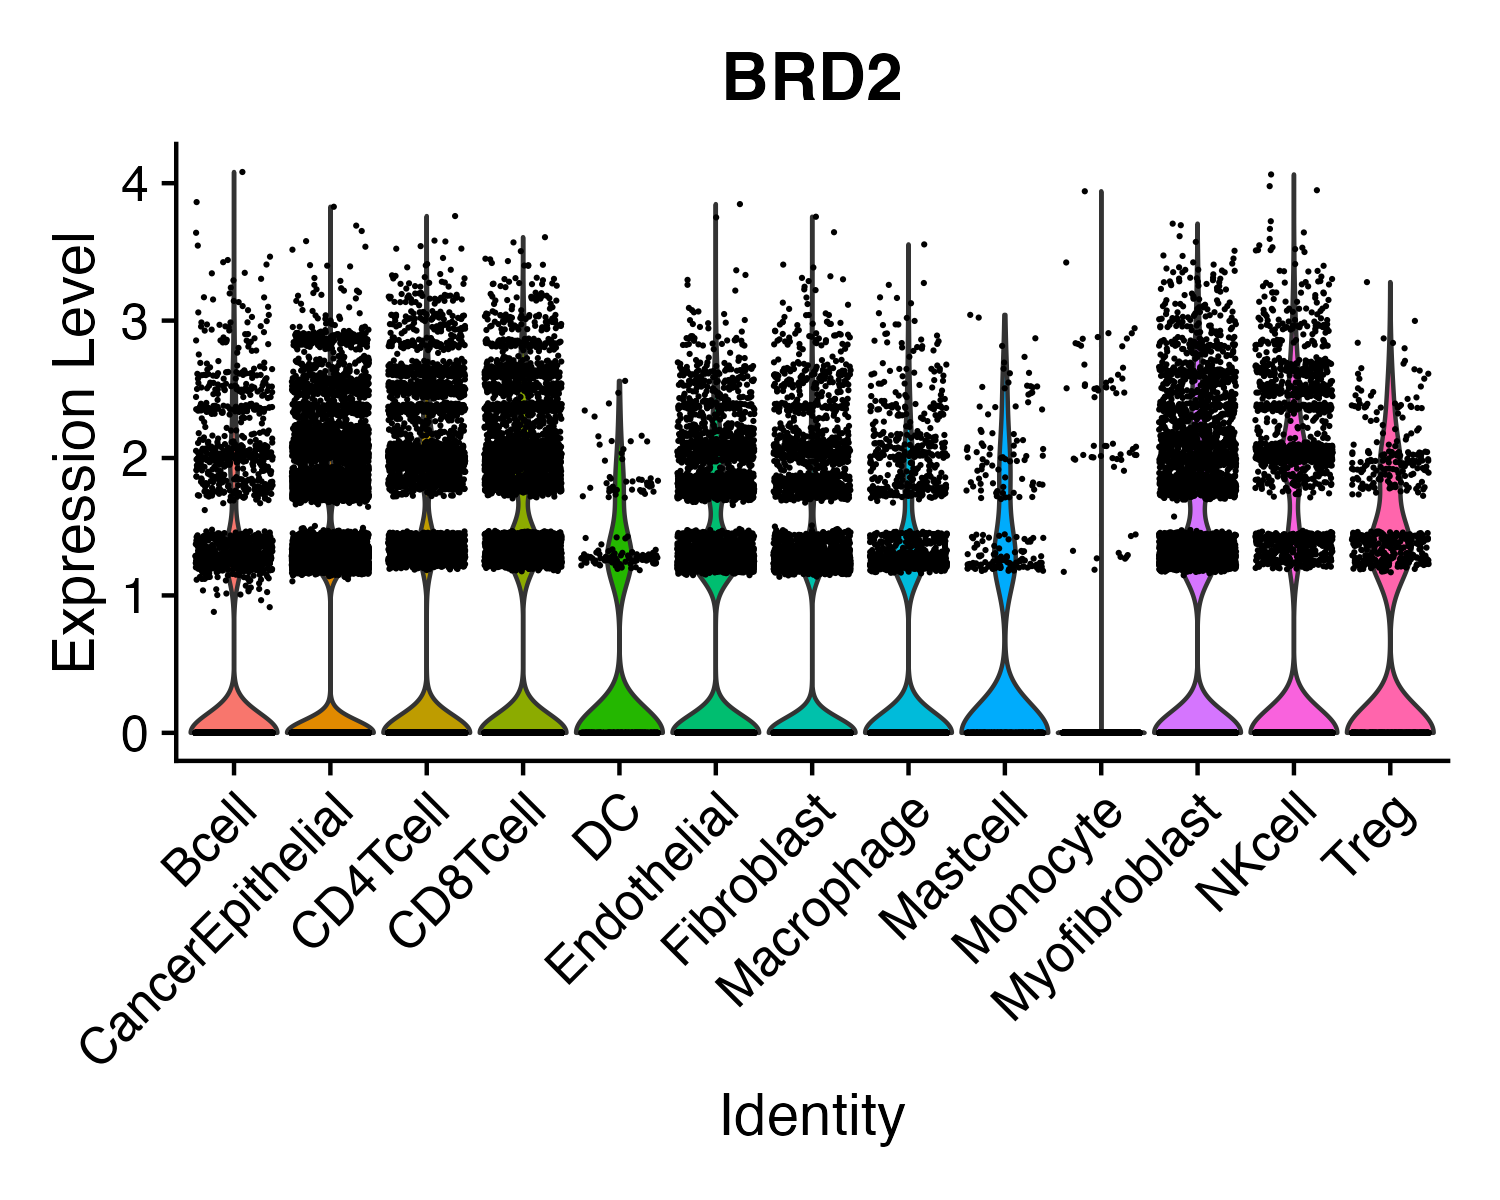 BRD2
Expression Level
4
3
2
1
0
Bcell
CancerEpithelial
CD4Tcell
CD8Tcell
DC
Endothelial
Fibroblast
Macrophage
Mastcell
Monocyte
Myofibroblast
NKcell
Treg
Identity